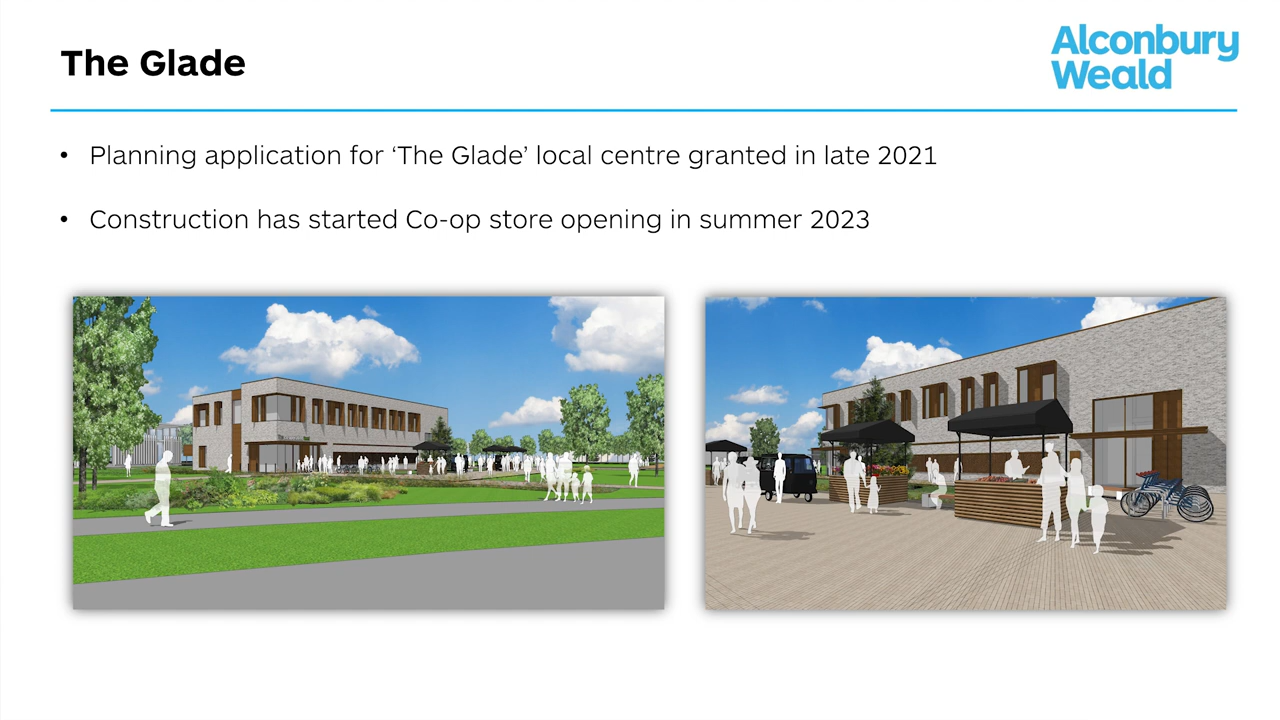 The Glade
Alconbury
Weald
• Planning application for ‘The Glade’ local centre granted in late 2021
• Construction has started Co-op store opening in summer 2023